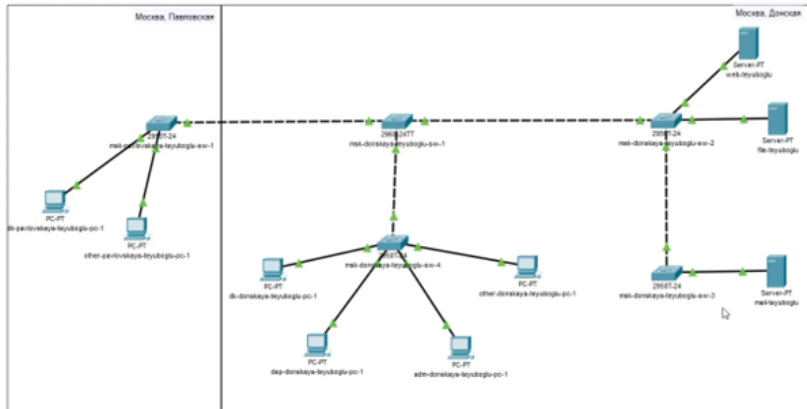 Москва, Павловская
Москва, Донская
Server-PT
web-teyuboglu
2950T-24
msk-pavlovskaya-teyuboglu-sw-1
2960-24TT
msk-donskaya-teyuboglu-sw-1
2950T-24
msk-donskaya-teyuboglu-sw-2
Server-PT
file-teyuboglu
PC-PT
dk-pavlovskaya-teyuboglu-pc-1
PC-PT
other-pavlovskaya-teyuboglu-pc-1
2950T-24
msk-donskaya-teyuboglu-sw-4
PC-PT
dk-donskaya-teyuboglu-pc-1
PC-PT
other-donskaya-teyuboglu-pc-1
2950T-24
msk-donskaya-teyuboglu-sw-3
Server-PT
mail-teyuboglu
PC-PT
dep-donskaya-teyuboglu-pc-1
PC-PT
adm-donskaya-teyuboglu-pc-1